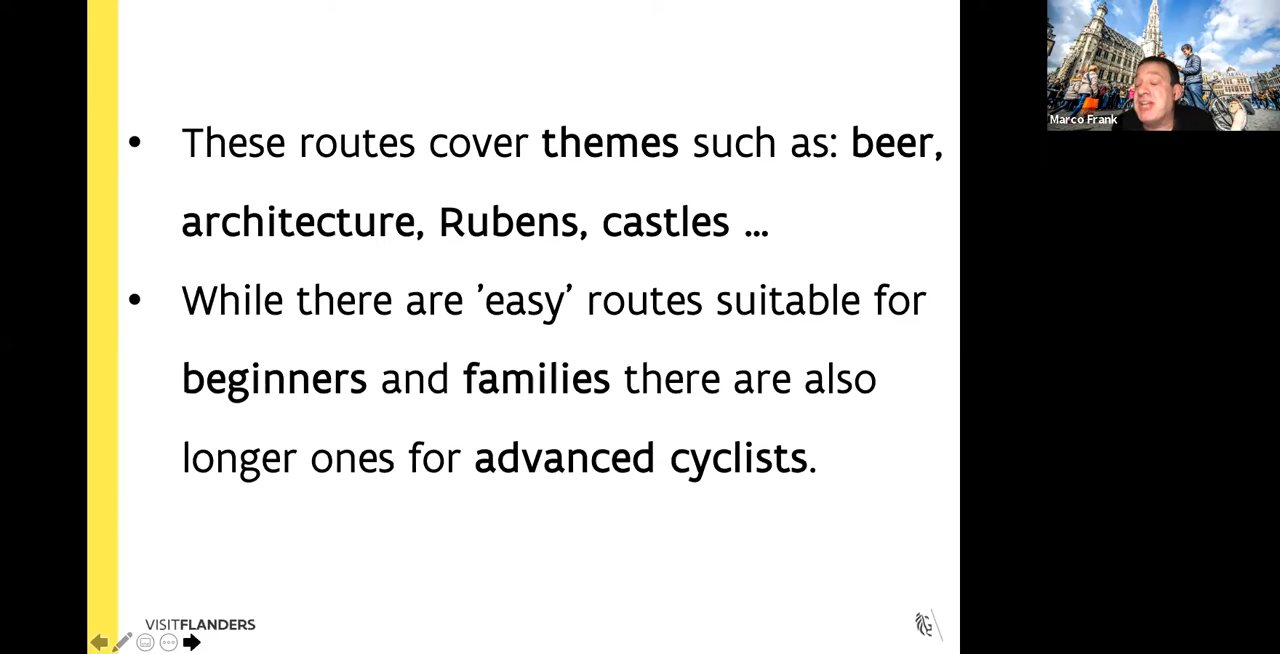 • These routes cover themes such as: beer,
architecture, Rubens, castles ...
• While there are 'easy' routes suitable for
beginners and families there are also
longer ones for advanced cyclists.
VISITFLANDERS
Marco Frank